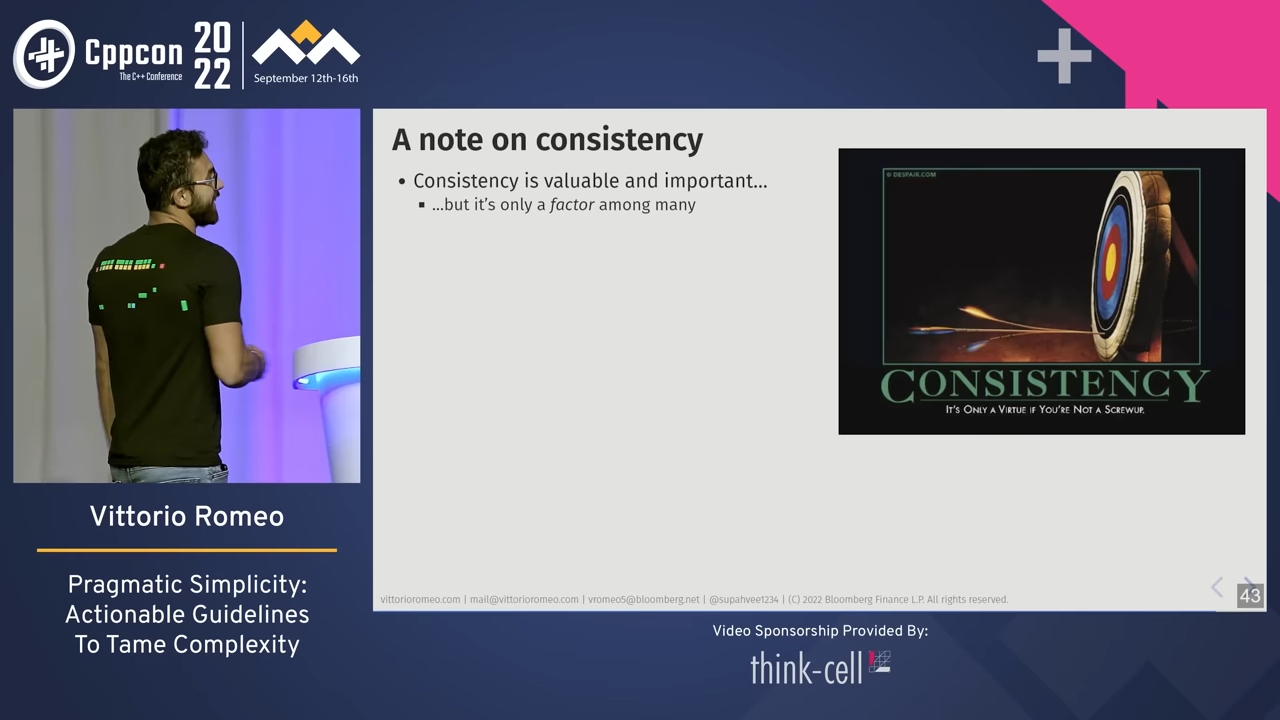 Cppcon
The C++ Conference
20
22
September 12th-16th
A note on consistency
• Consistency is valuable and important...
▪ ...but it's only a factor among many
© DESPAIR.COM
CONSISTENCY
IT'S ONLY A VIRTUE IF YOU'RE NOT A SCREWUP.
Vittorio Romeo
Pragmatic Simplicity:
Actionable Guidelines
To Tame Complexity
vittorioromeo.com | mail@vittorioromeo.com | vromeo5@bloomberg.net | @supahvee1234 | (C) 2022 Bloomberg Finance L.P. All rights reserved.
43
Video Sponsorship Provided By:
think-cell